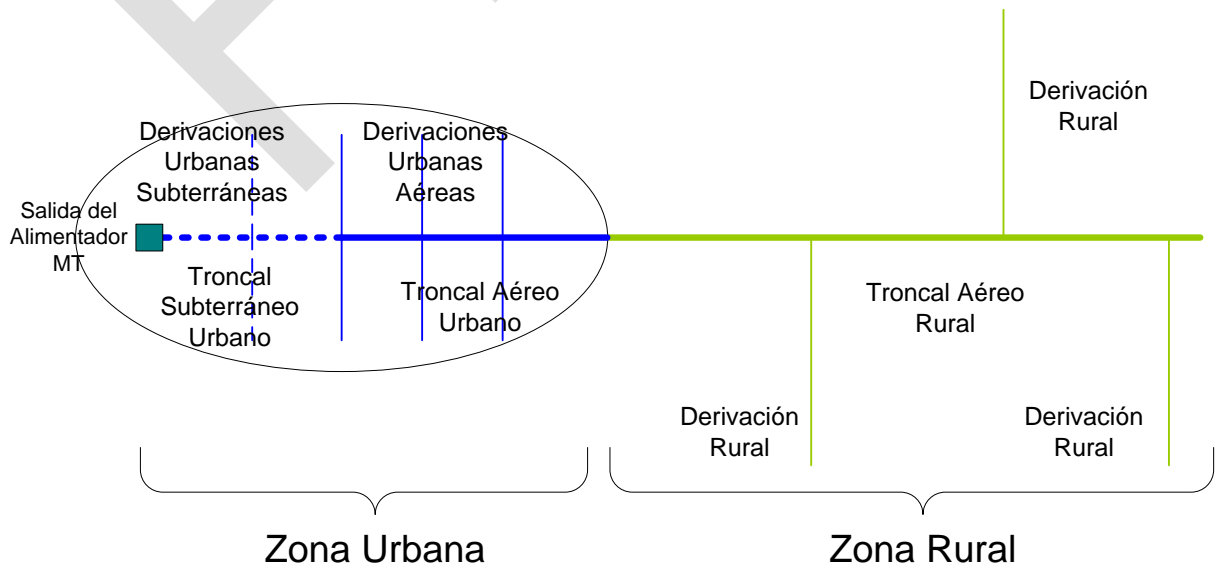 Derivación
Rural
Derivaciones
Urbanas
Subterráneas
Derivaciones
Urbanas
Aéreas
Salida del
Alimentador
MT
Troncal
Subterráneo
Urbano
Troncal Aéreo
Urbano
Troncal Aéreo
Rural
Derivación
Rural
Derivación
Rural
Zona Urbana
Zona Rural